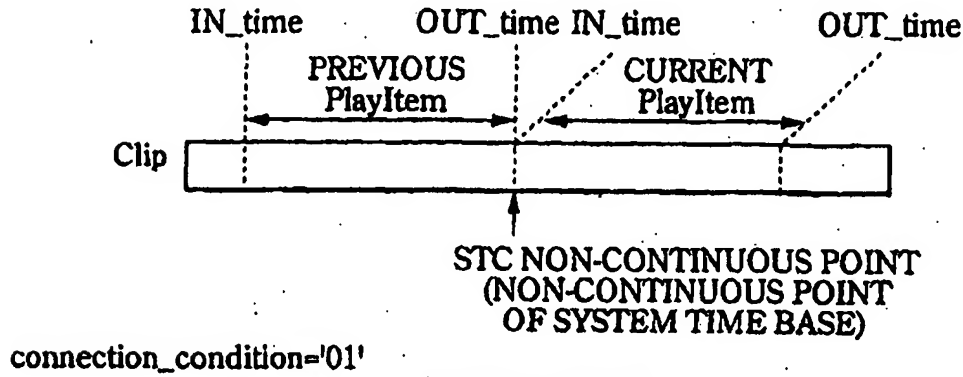 IN_time OUT_time IN_time OUT_time
PREVIOUS
PlayItem
CURRENT
PlayItem
Clip
STC NON-CONTINUOUS POINT
(NON-CONTINUOUS POINT
OF SYSTEM TIME BASE)
connection_condition='01'